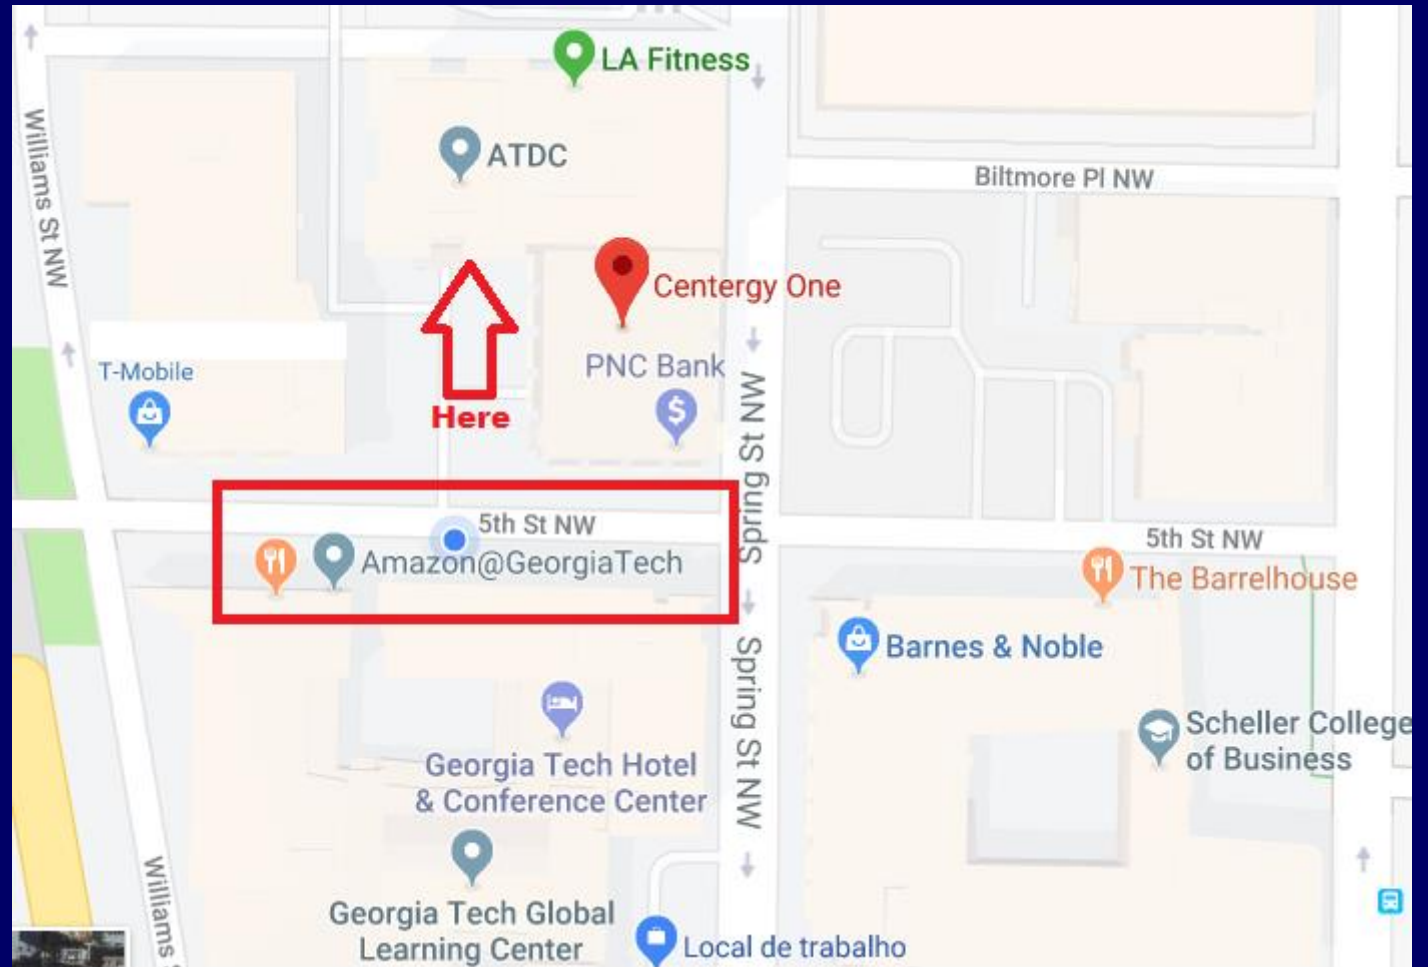 LA Fitness
Williams St NW
ATDC
Biltmore Pl NW
Centergy One
T-Mobile
PNC Bank
Here
Spring St NW
5th St NW
5th St NW
Amazon@GeorgiaTech
The Barrelhouse
Barnes & Noble
Spring St NW
Scheller College
of Business
Georgia Tech Hotel
& Conference Center
Williams
Georgia Tech Global
Learning Center
Local de trabalho